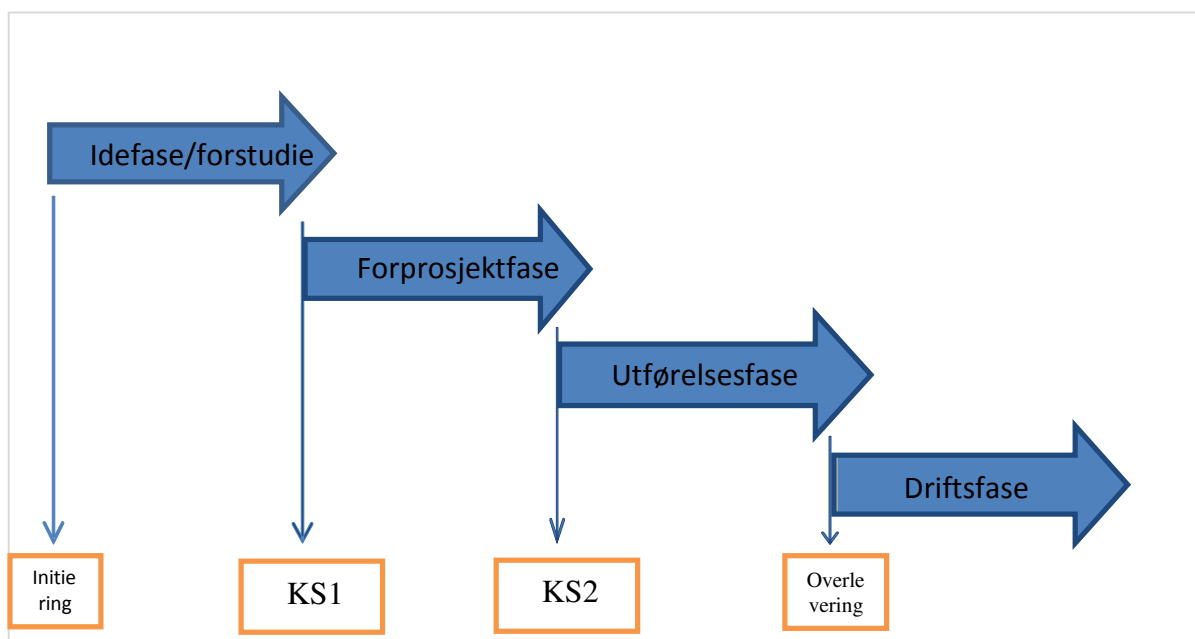 Idefase/forstudie
Forprosjektfase
Utførelsesfase
Driftsfase
Initie
ring
KS1
KS2
Overle
vering